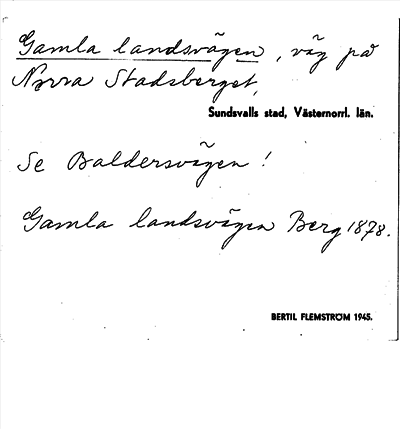 Gamla landsvägen, väg på
Norra Stadsberget,
Sundsvalls stad, Västernorrl. län.
Se Baldersvägen!
Gamla landsvägen Berg 1878.
BERTIL FLEMSTRÖM 1945.